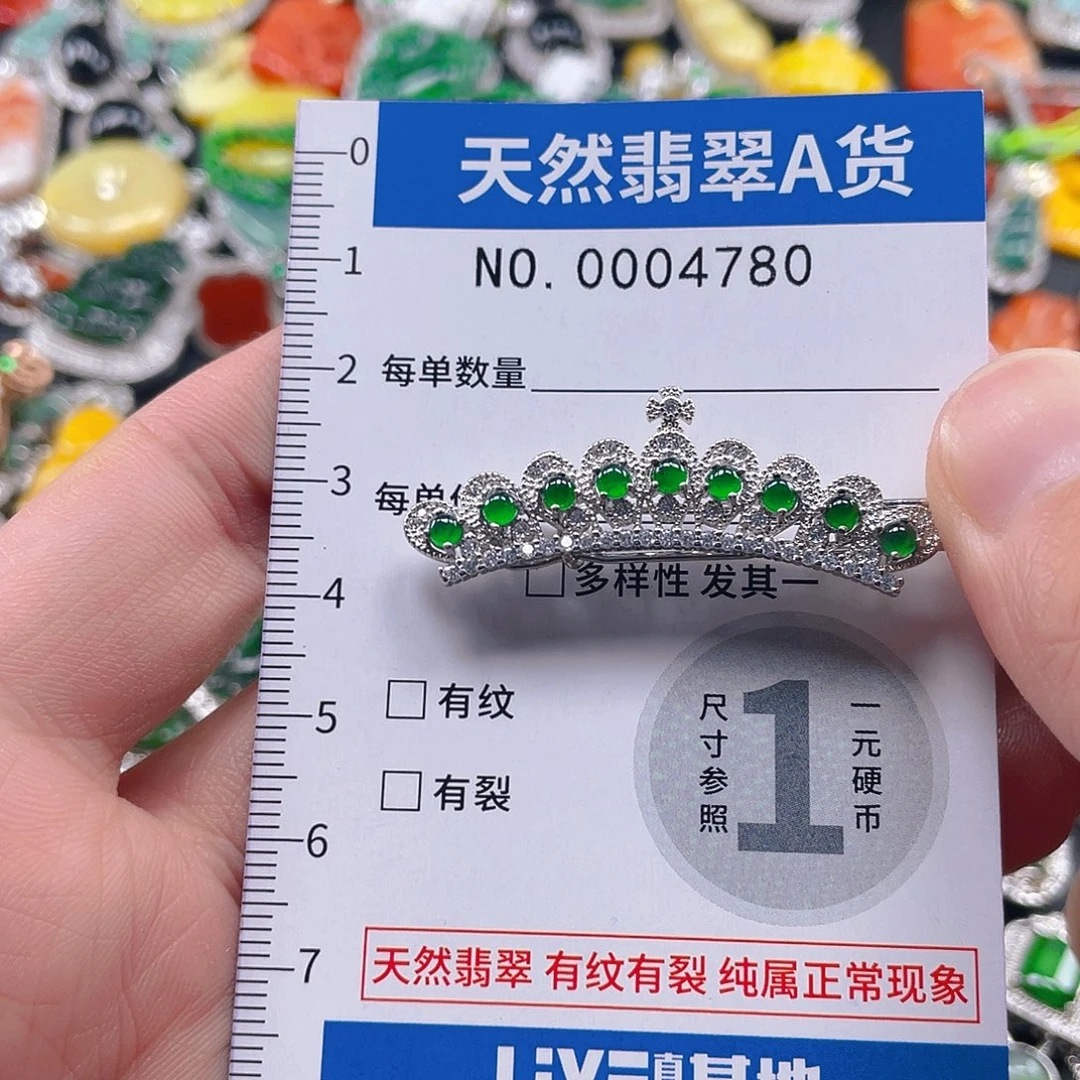 天然翡翠A货
NO. 0004780
每单数量
每单
多样性 发其一
有纹
有裂
尺寸参照
1
一元硬币
天然翡翠 有纹有裂 纯属正常现象
0
1
2
3
4
5
6
7